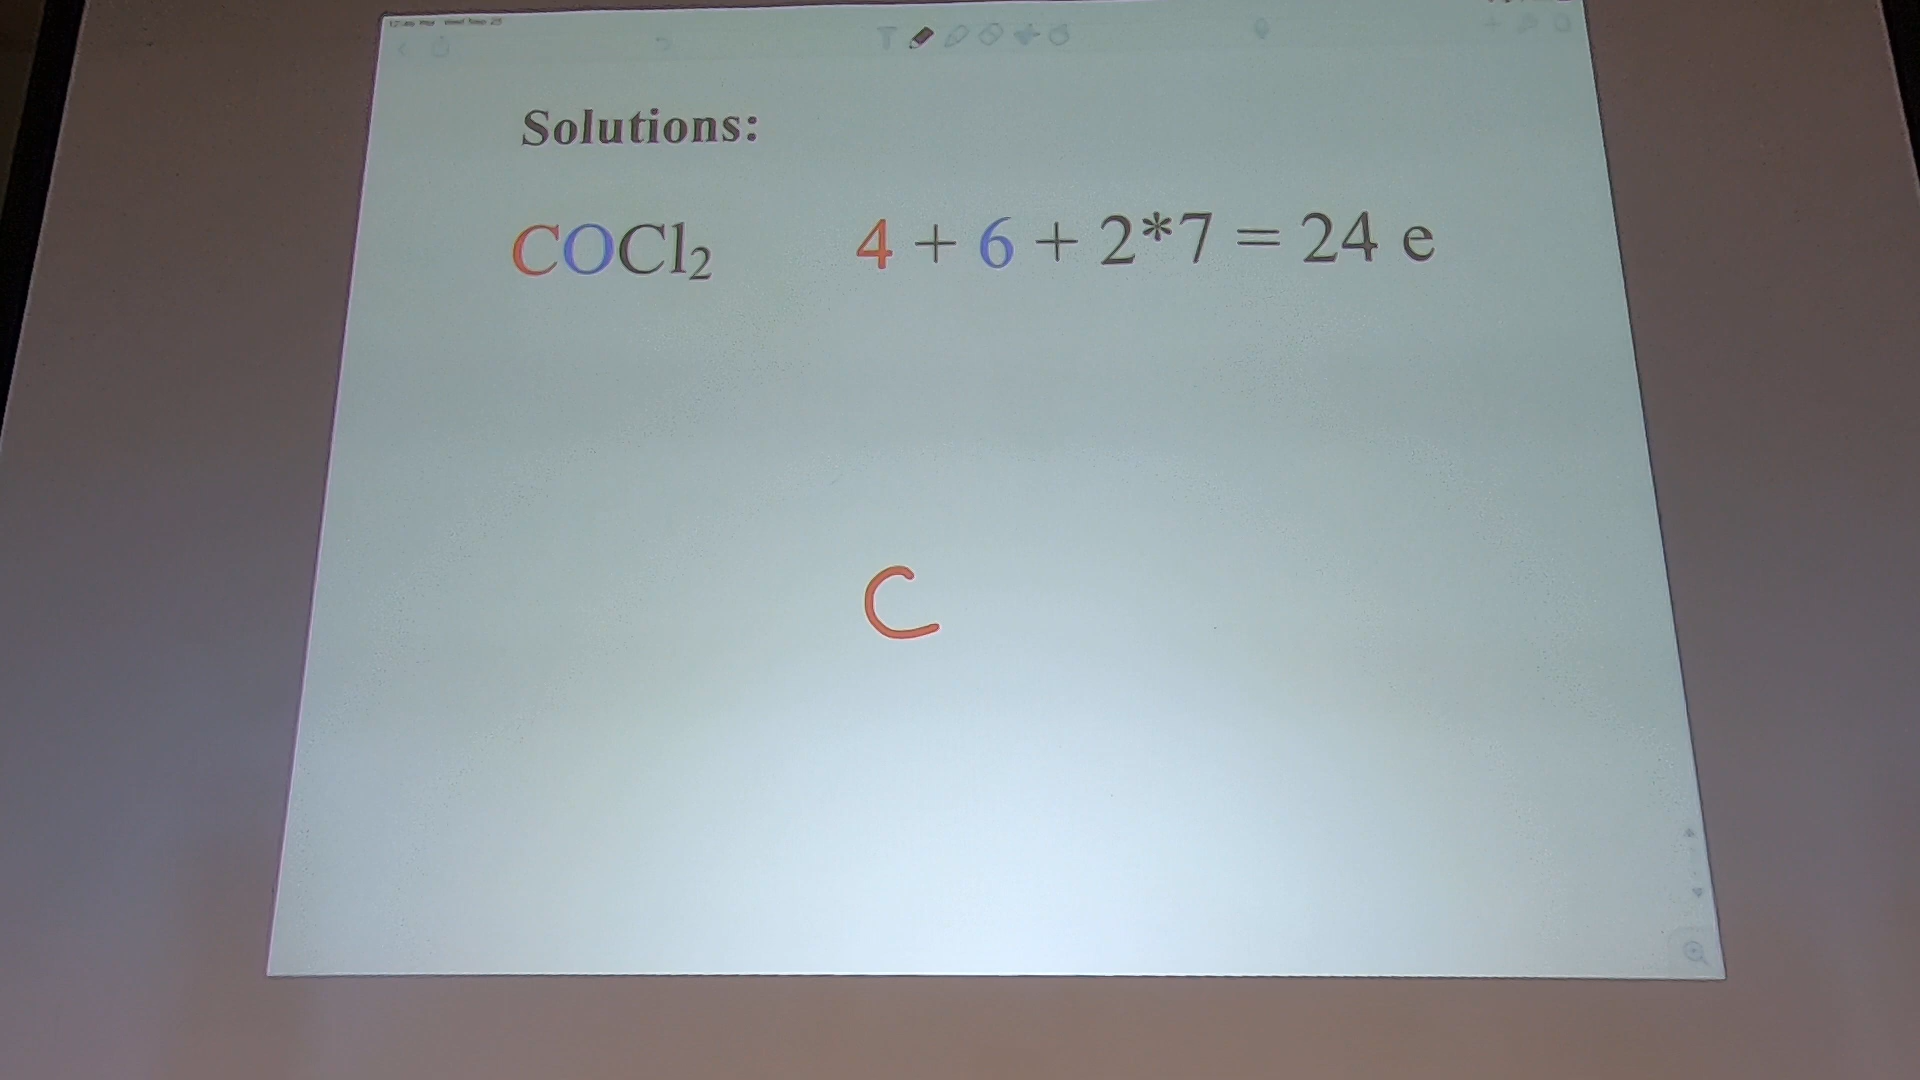 Solutions:
COCl₂ 4 + 6 + 2*7 = 24 e
C